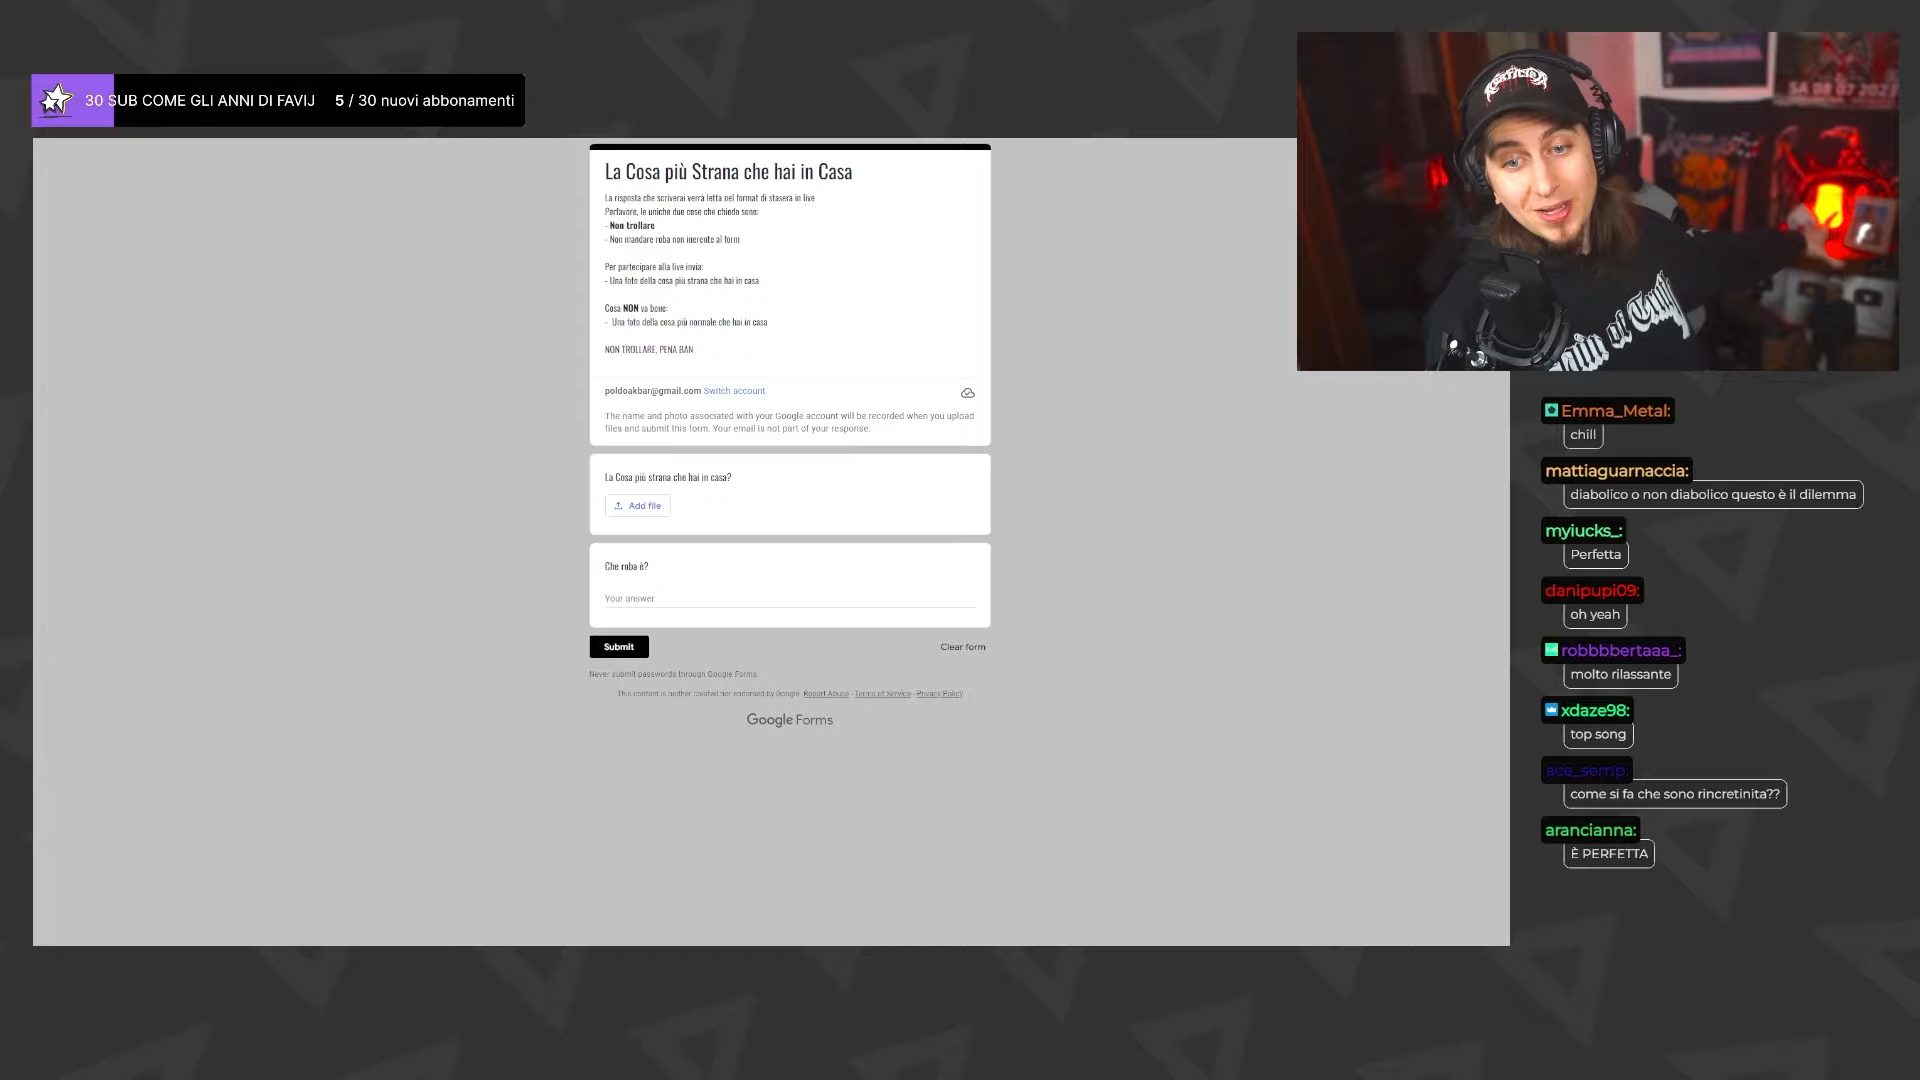 30 SUB COME GLI ANNI DI FAVIJ 5 / 30 nuovi abbonamenti
La Cosa più Strana che hai in Casa
La risposta che scriverai verrà letta nel format di stasera in live
Perfavore, le uniche due cose che chiedo sono:
- Non trollare
- Non mandare roba non inerente al form
Per partecipare alla live invia:
- Una foto della cosa più strana che hai in casa
Cosa NON va bene:
- Una foto della cosa più normale che hai in casa
NON TROLLARE, PENA BAN
poldoakbar@gmail.com Switch account
The name and photo associated with your Google account will be recorded when you upload
files and submit this form. Your email is not part of your response.
La Cosa più strana che hai in casa?
Add file
Che roba è?
Your answer
Submit
Clear form
Never submit passwords through Google Forms.
This content is neither created nor endorsed by Google. Report Abuse - Terms of Service - Privacy Policy
Google Forms
SA 08 07 2023
Emma_Metal:
chill
mattiaguarnaccia:
diabolico o non diabolico questo è il dilemma
myiucks_:
Perfetta
danipupi09:
oh yeah
robbbbertaaa_:
molto rilassante
xdaze98:
top song
ace_semp:
come si fa che sono rincretinita??
arancianna:
È PERFETTA